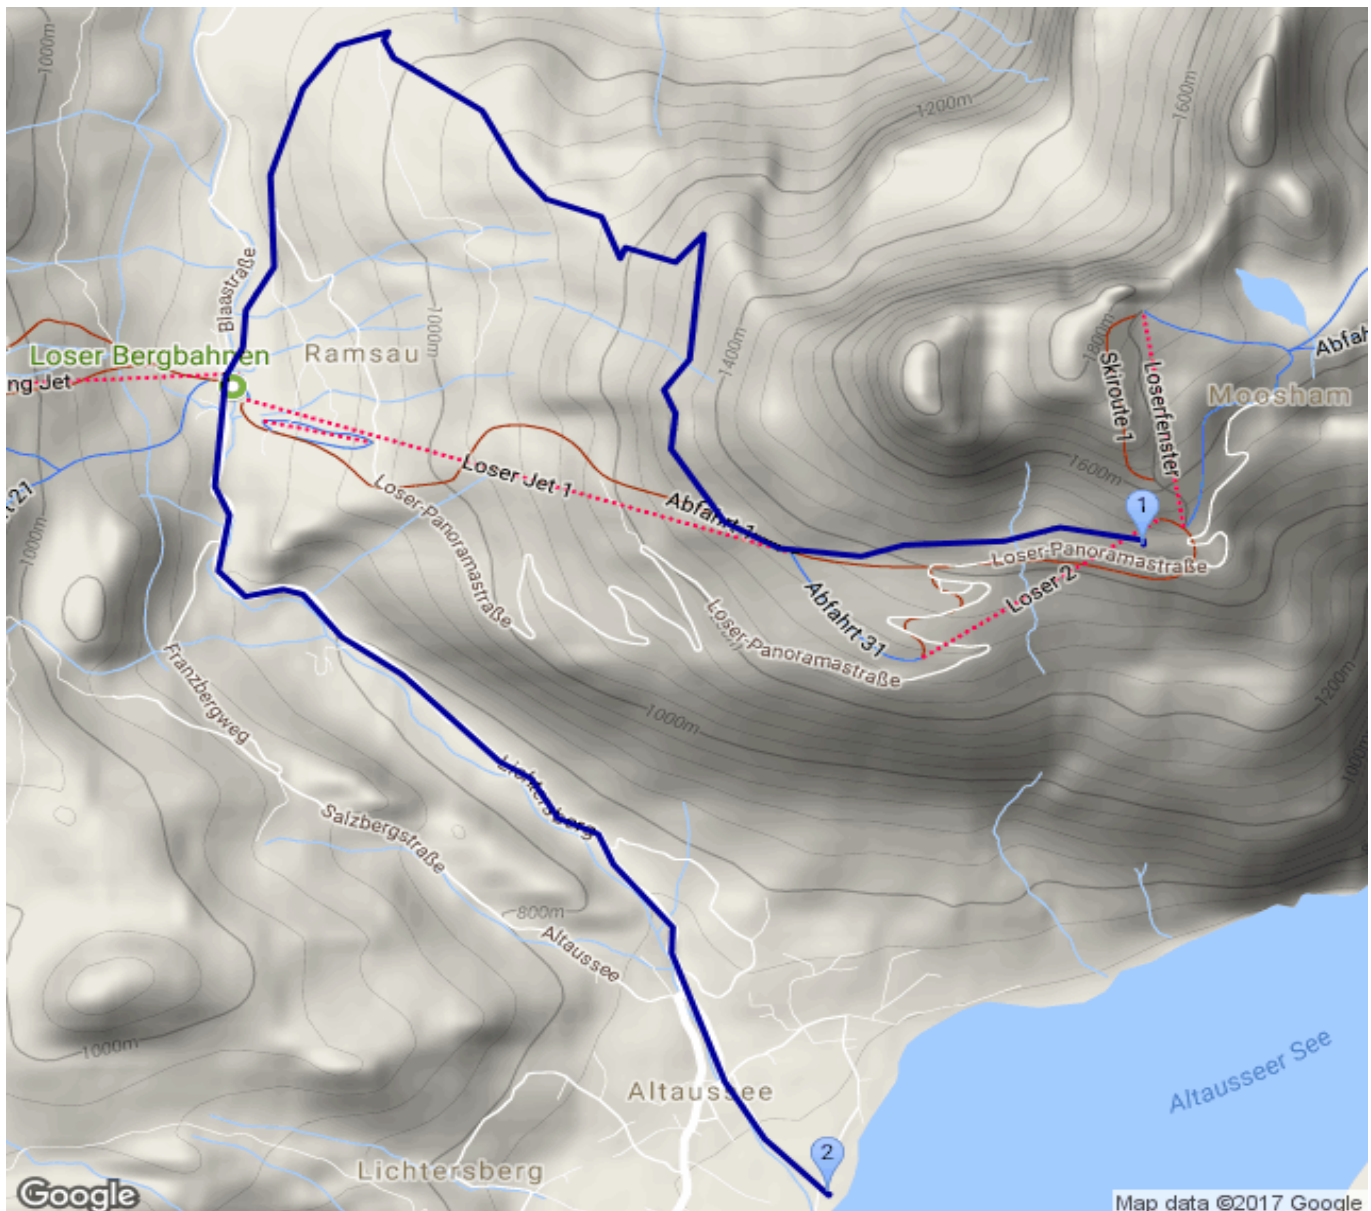 1000m
1200m
1600m
Blaastraße
Loser Bergbahnen
Ramsau
1000m
1400m
1800m
Skiroute 1
Loserfenster
Abfah
Moosham
ng Jet
t 21
Loser Jet 1
Abfahrt 1
1600m
1
Loser-Panoramastraße
Loser-Panoramastraße
Loser 2
Abfahrt 31
Loser-Panoramastraße
1000m
1000m
1200m
1000m
Franzbergweg
Lichtersberg
Salzbergstraße
800m
Altaussee
1000m
Altausseer See
Altaussee
2
Lichtersberg
Google
Map data ©2017 Google